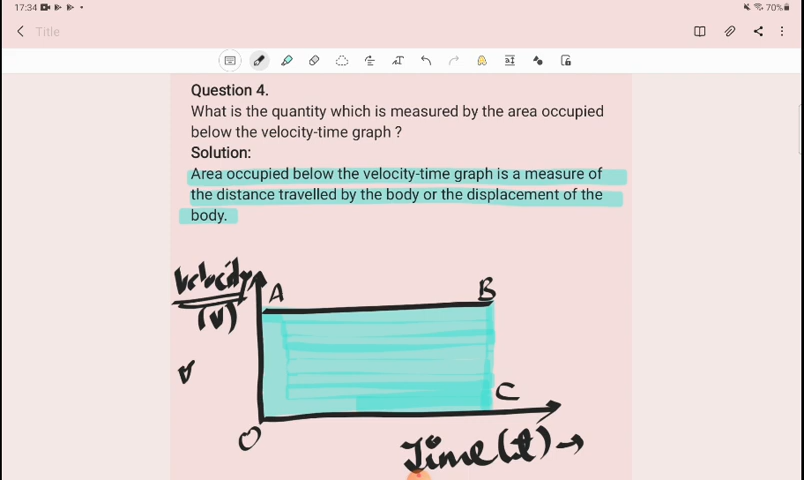 17:34
70%
Title
Question 4.
What is the quantity which is measured by the area occupied
below the velocity-time graph ?
Solution:
Area occupied below the velocity-time graph is a measure of
the distance travelled by the body or the displacement of the
body.
Velocity
(v)
A
B
v
C
O
Time (t) →